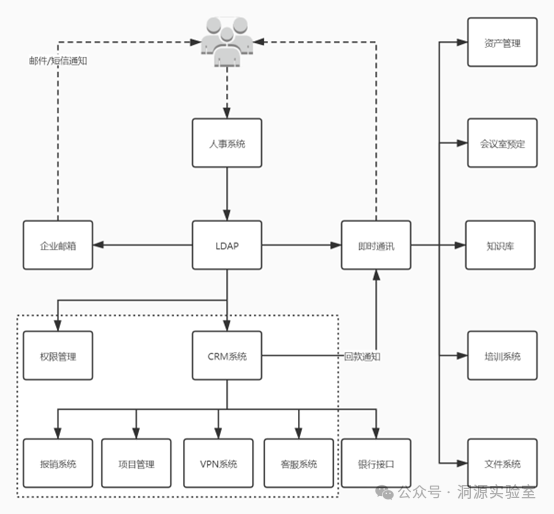 资产管理
邮件/短信通知
人事系统
会议室预定
企业邮箱
LDAP
即时通讯
知识库
权限管理
CRM系统
回款通知
培训系统
报销系统
项目管理
VPN系统
客服系统
银行接口
文件系统
公众号·洞源实验室